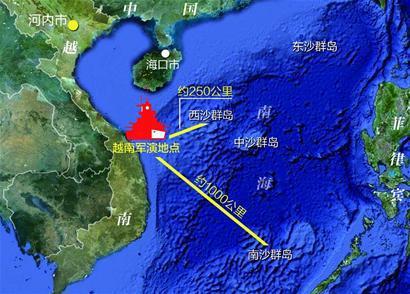 中国
河内市
越
海口市
东沙群岛
约250公里
西沙群岛
南
菲
越南军演地点
中沙群岛
律
宾
海
约1000公里
南
南沙群岛